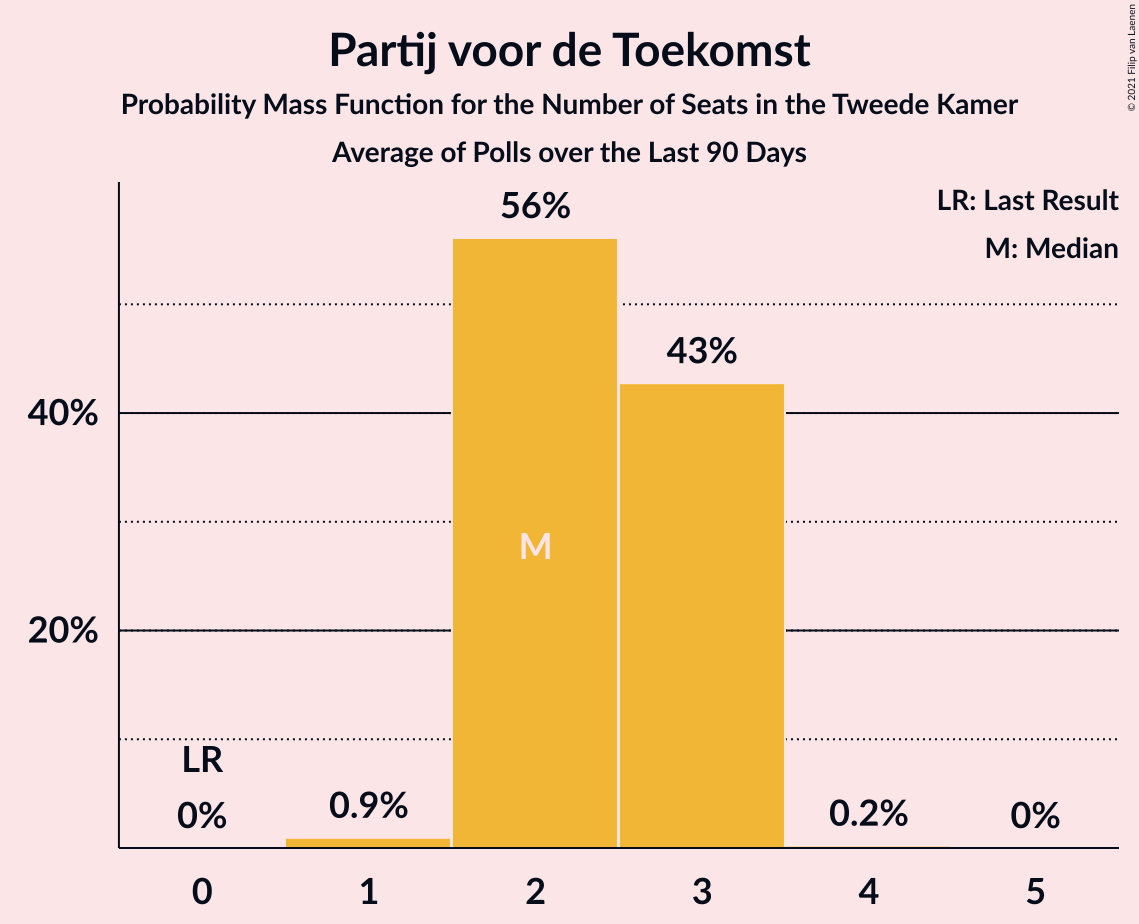 Partij voor de Toekomst
Probability Mass Function for the Number of Seats in the Tweede Kamer
Average of Polls over the Last 90 Days
© 2021 Filip van Laenen
LR: Last Result
M: Median
56%
43%
40%
M
20%
LR
0%
0.9%
0.2%
0%
0 1 2 3 4 5